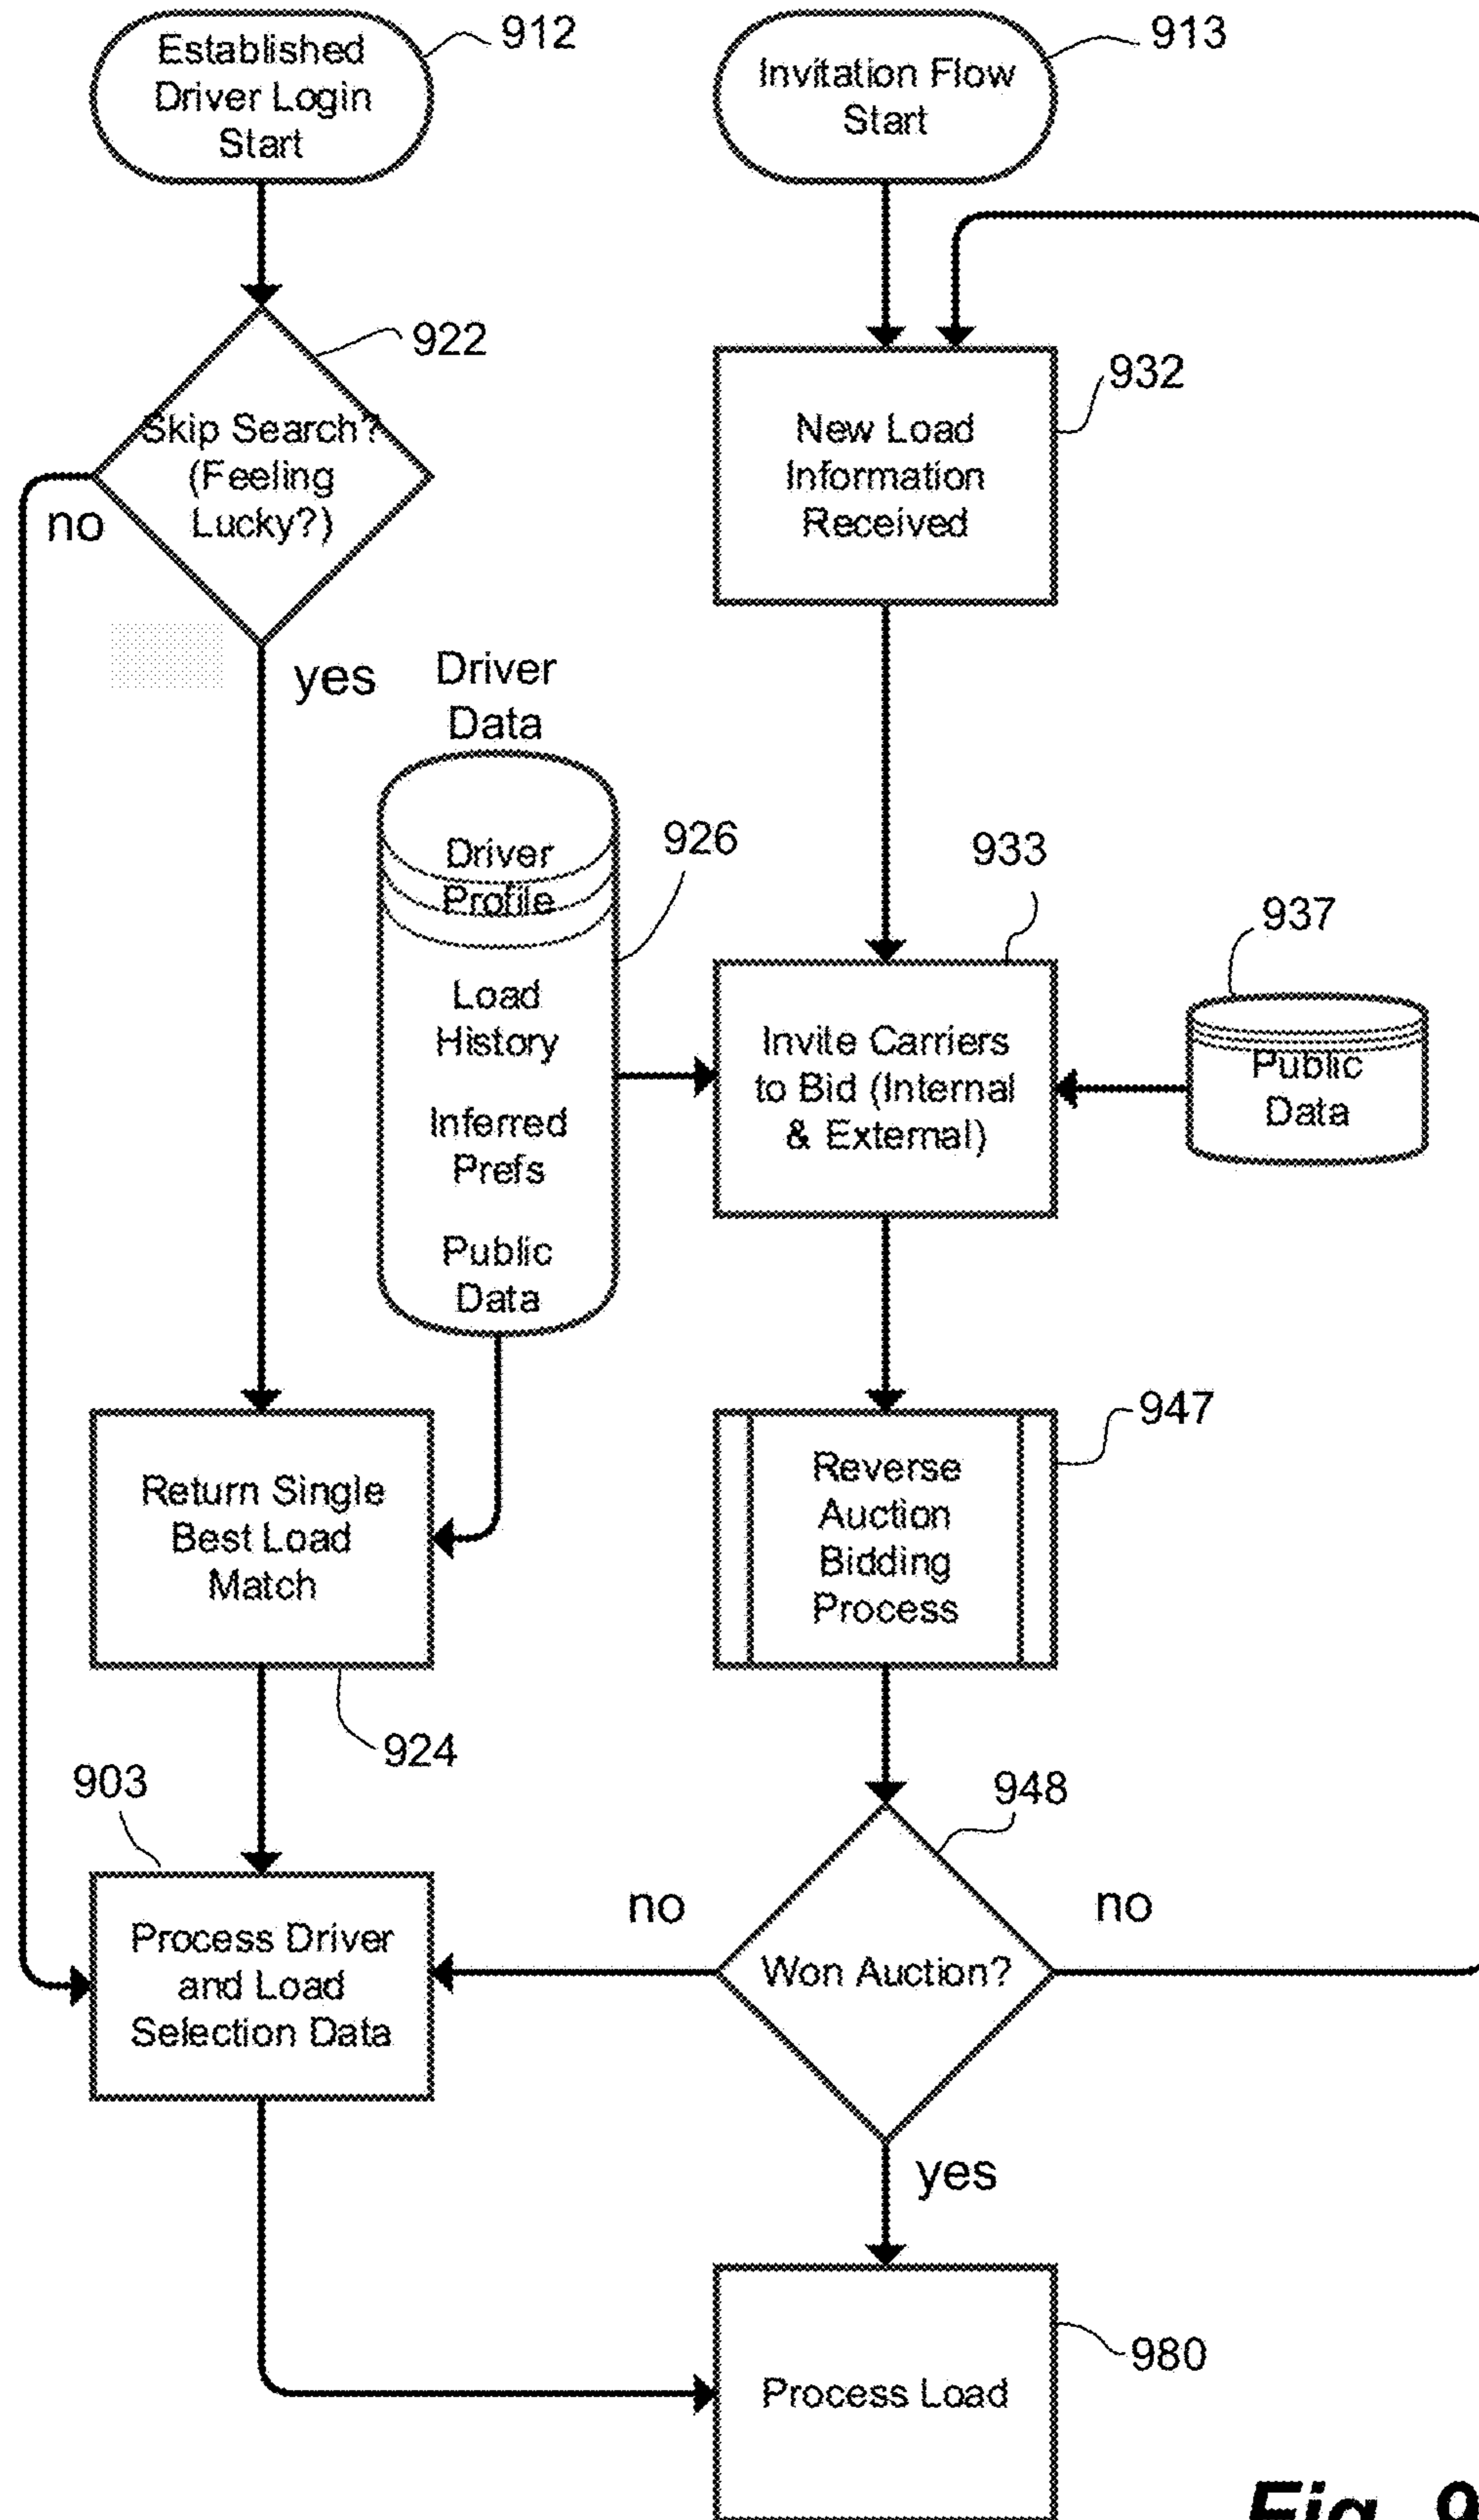 Established
Driver Login
Start
912
Invitation Flow
Start
913
922
Skip Search?
(Feeling
Lucky?)
no
yes
New Load
Information
Received
932
Driver
Data
Driver
Profile
Load
History
Inferred
Prefs
Public
Data
926
933
Invite Carriers
to Bid (Internal
& External)
937
Public
Data
Return Single
Best Load
Match
924
Reverse
Auction
Bidding
Process
947
903
Process Driver
and Load
Selection Data
948
no
Won Auction?
no
yes
Process Load
980
Fig. 9